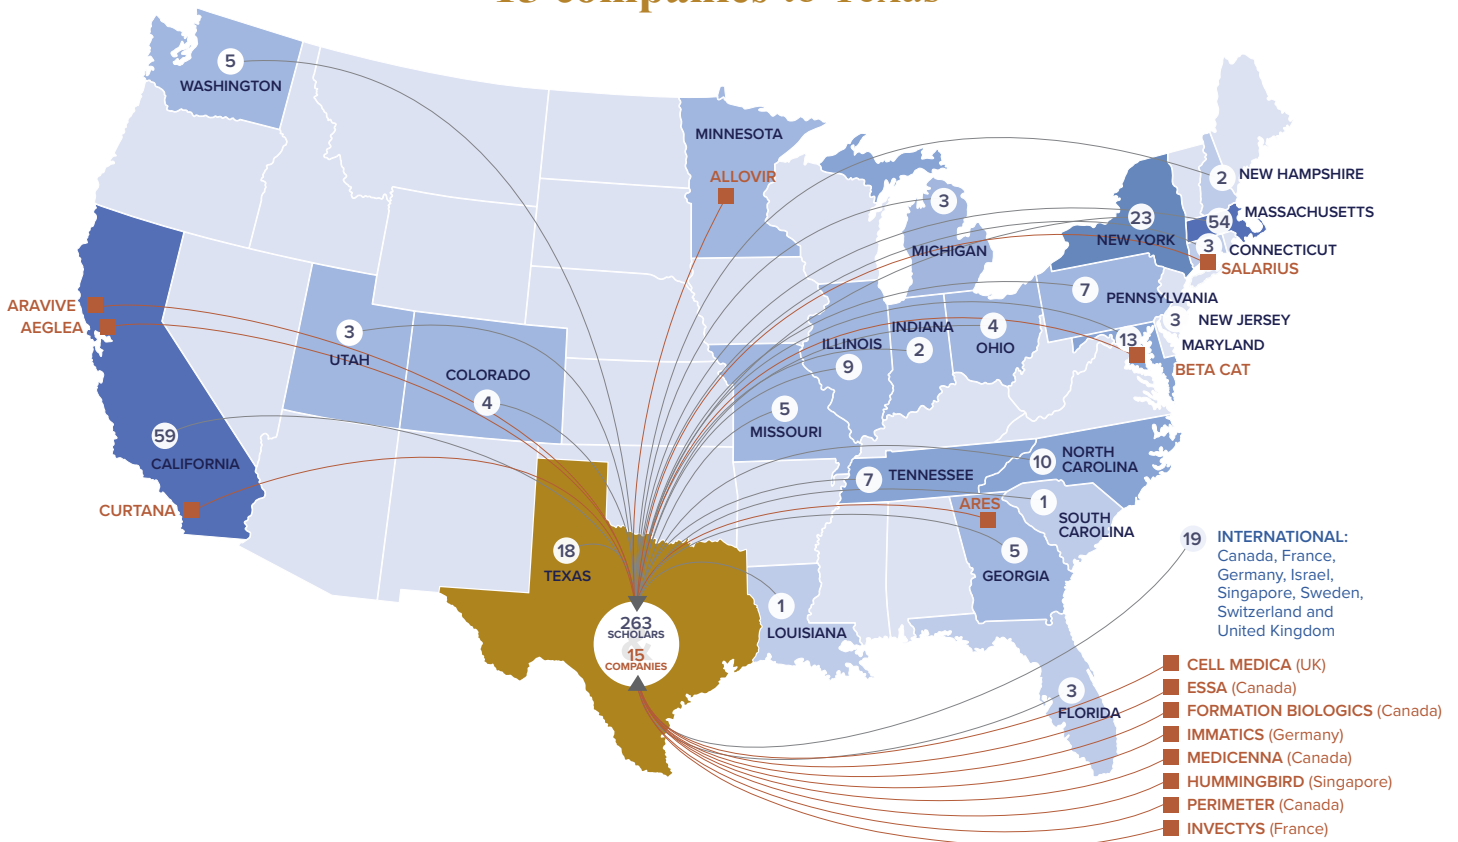 15 companies to Texas
5
WASHINGTON
MINNESOTA
ALLOVIR
3
MICHIGAN
2
NEW HAMPSHIRE
54
MASSACHUSETTS
23
NEW YORK
3
CONNECTICUT
SALARIUS
7
PENNSYLVANIA
3
NEW JERSEY
13
MARYLAND
BETA CAT
ARAVIVE
AEGLEA
3
UTAH
COLORADO
4
ILLINOIS
9
INDIANA
2
4
OHIO
5
MISSOURI
59
CALIFORNIA
CURTANA
7
TENNESSEE
10
NORTH
CAROLINA
1
SOUTH
CAROLINA
ARES
5
GEORGIA
18
TEXAS
263
SCHOLARS
&
15
COMPANIES
1
LOUISIANA
3
FLORIDA
19
INTERNATIONAL:
Canada, France,
Germany, Israel,
Singapore, Sweden,
Switzerland and
United Kingdom
CELL MEDICA (UK)
ESSA (Canada)
FORMATION BIOLOGICS (Canada)
IMMATICS (Germany)
MEDICENNA (Canada)
HUMMINGBIRD (Singapore)
PERIMETER (Canada)
INVECTYS (France)